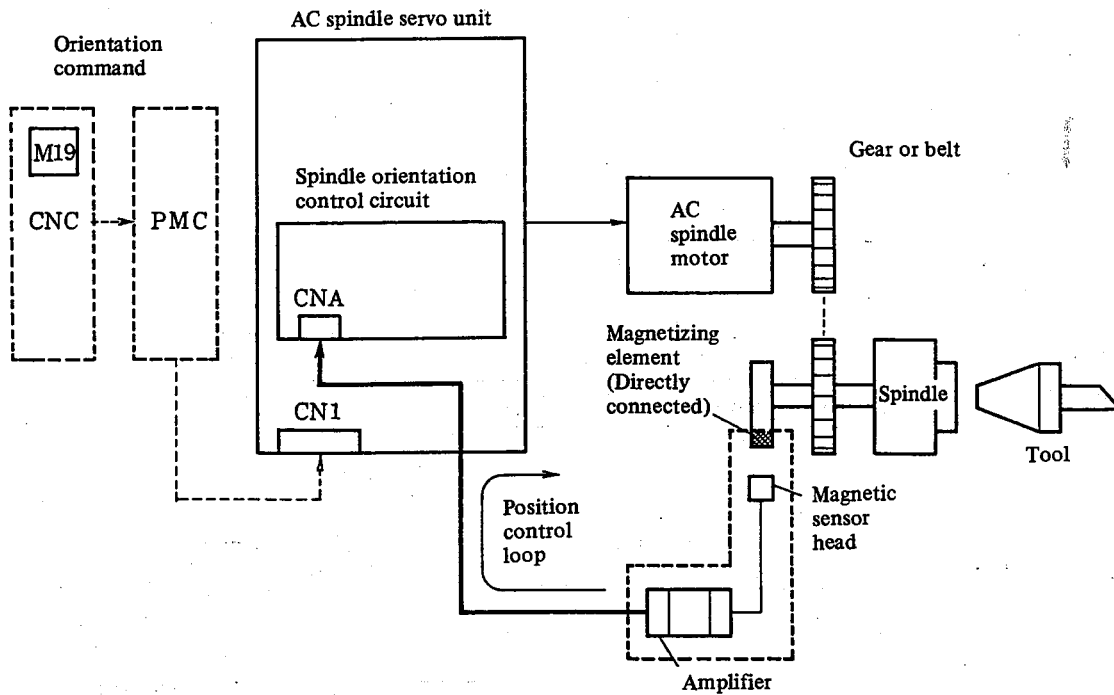 AC spindle servo unit
Orientation
command
M19
CNC
PMC
Spindle orientation
control circuit
CNA
CN1
AC
spindle
motor
Gear or belt
Magnetizing
element
(Directly
connected)
Spindle
Tool
Magnetic
sensor
head
Position
control
loop
Amplifier